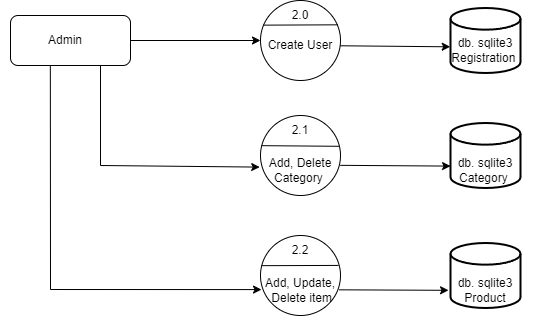 Admin
2.0
Create User
db. sqlite3
Registration
2.1
Add, Delete
Category
db. sqlite3
Category
2.2
Add, Update,
Delete item
db. sqlite3
Product